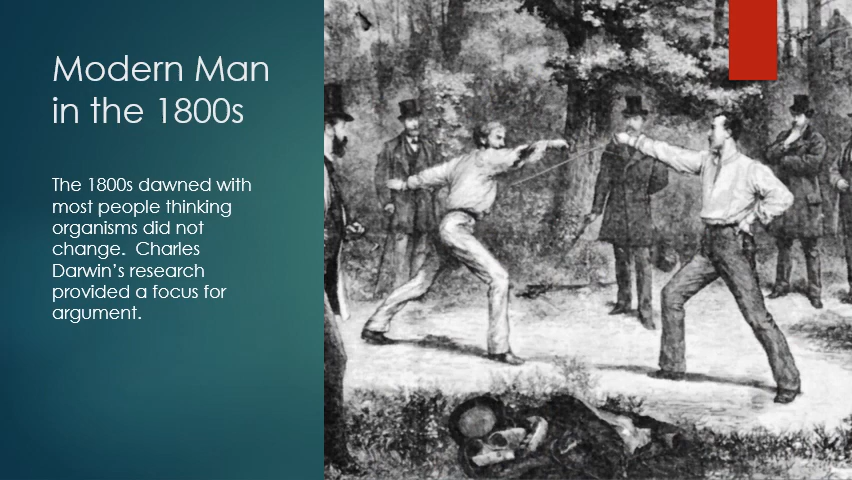 Modern Man
in the 1800s
The 1800s dawned with
most people thinking
organisms did not
change.  Charles
Darwin’s research
provided a focus for
argument.